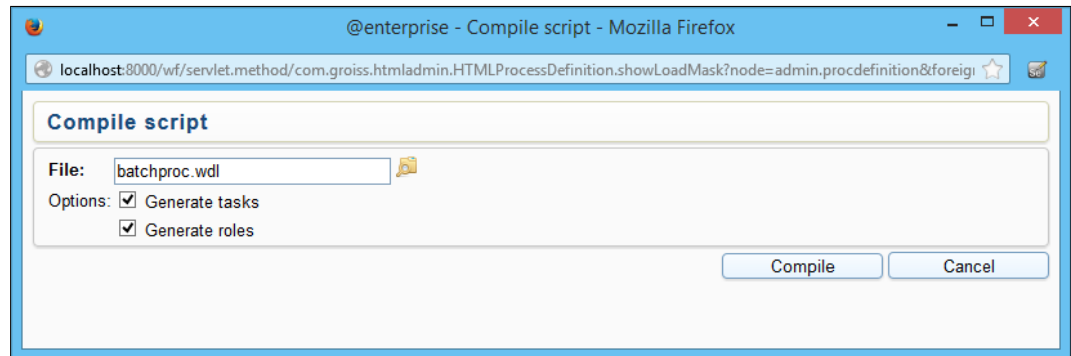 @enterprise - Compile script - Mozilla Firefox
localhost:8000/wf/servlet.method/com.groiss.htmladmin.HTMLProcessDefinition.showLoadMask?node=admin.procdefinition&foreig
Compile script
File: batchproc.wdl
Options: Generate tasks
Generate roles
Compile Cancel